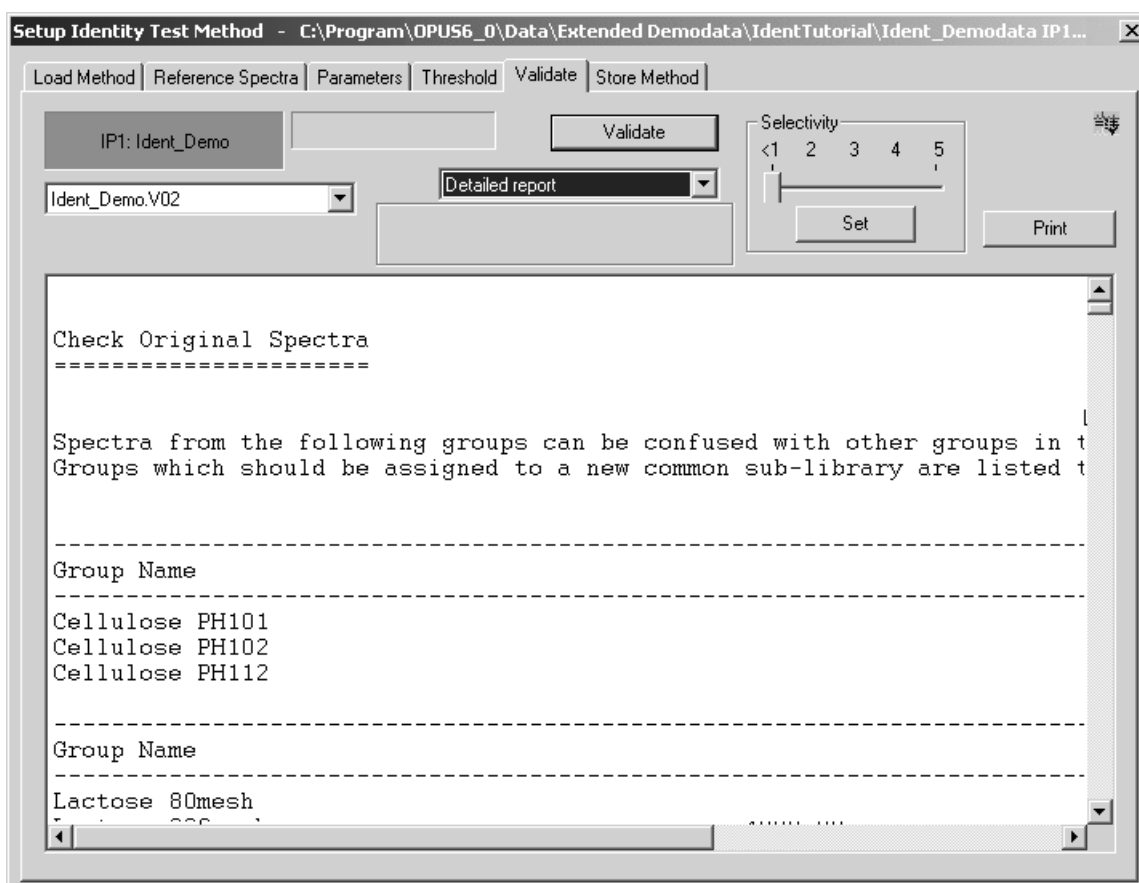 Setup Identity Test Method - C:\Program\OPUS6_0\Data\Extended Demodata\IdentTutorial\Ident_Demodata IP1...
Load Method Reference Spectra Parameters Threshold Validate Store Method
IP1: Ident_Demo
Validate
Selectivity
<1 2 3 4 5
Ident_Demo.V02
Detailed report
Set
Print
Check Original Spectra
======================
Spectra from the following groups can be confused with other groups in t
Groups which should be assigned to a new common sub-library are listed t
Group Name
Cellulose PH101
Cellulose PH102
Cellulose PH112
Group Name
Lactose 80mesh